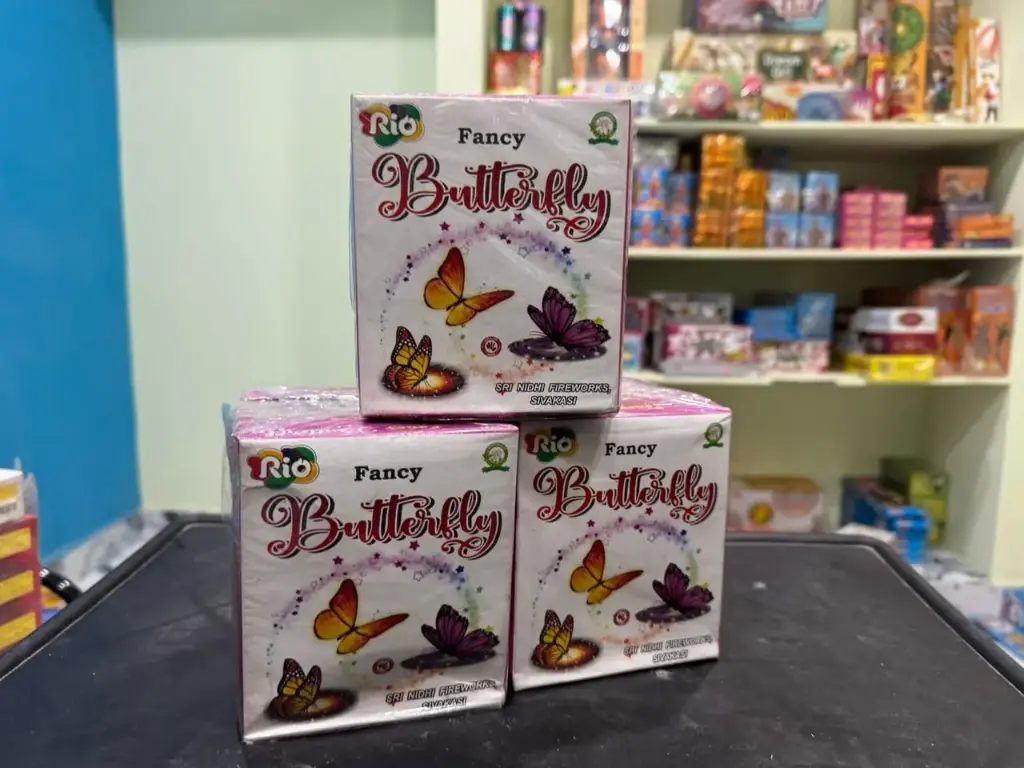 Rio
Fancy
Butterfly
SRI NIDHI FIREWORKS,
SIVAKASI
Rio
Fancy
Butterfly
SRI NIDHI FIREWORKS,
SIVAKASI
Rio
Fancy
Butterfly
SRI NIDHI FIREWORKS,
SIVAKASI